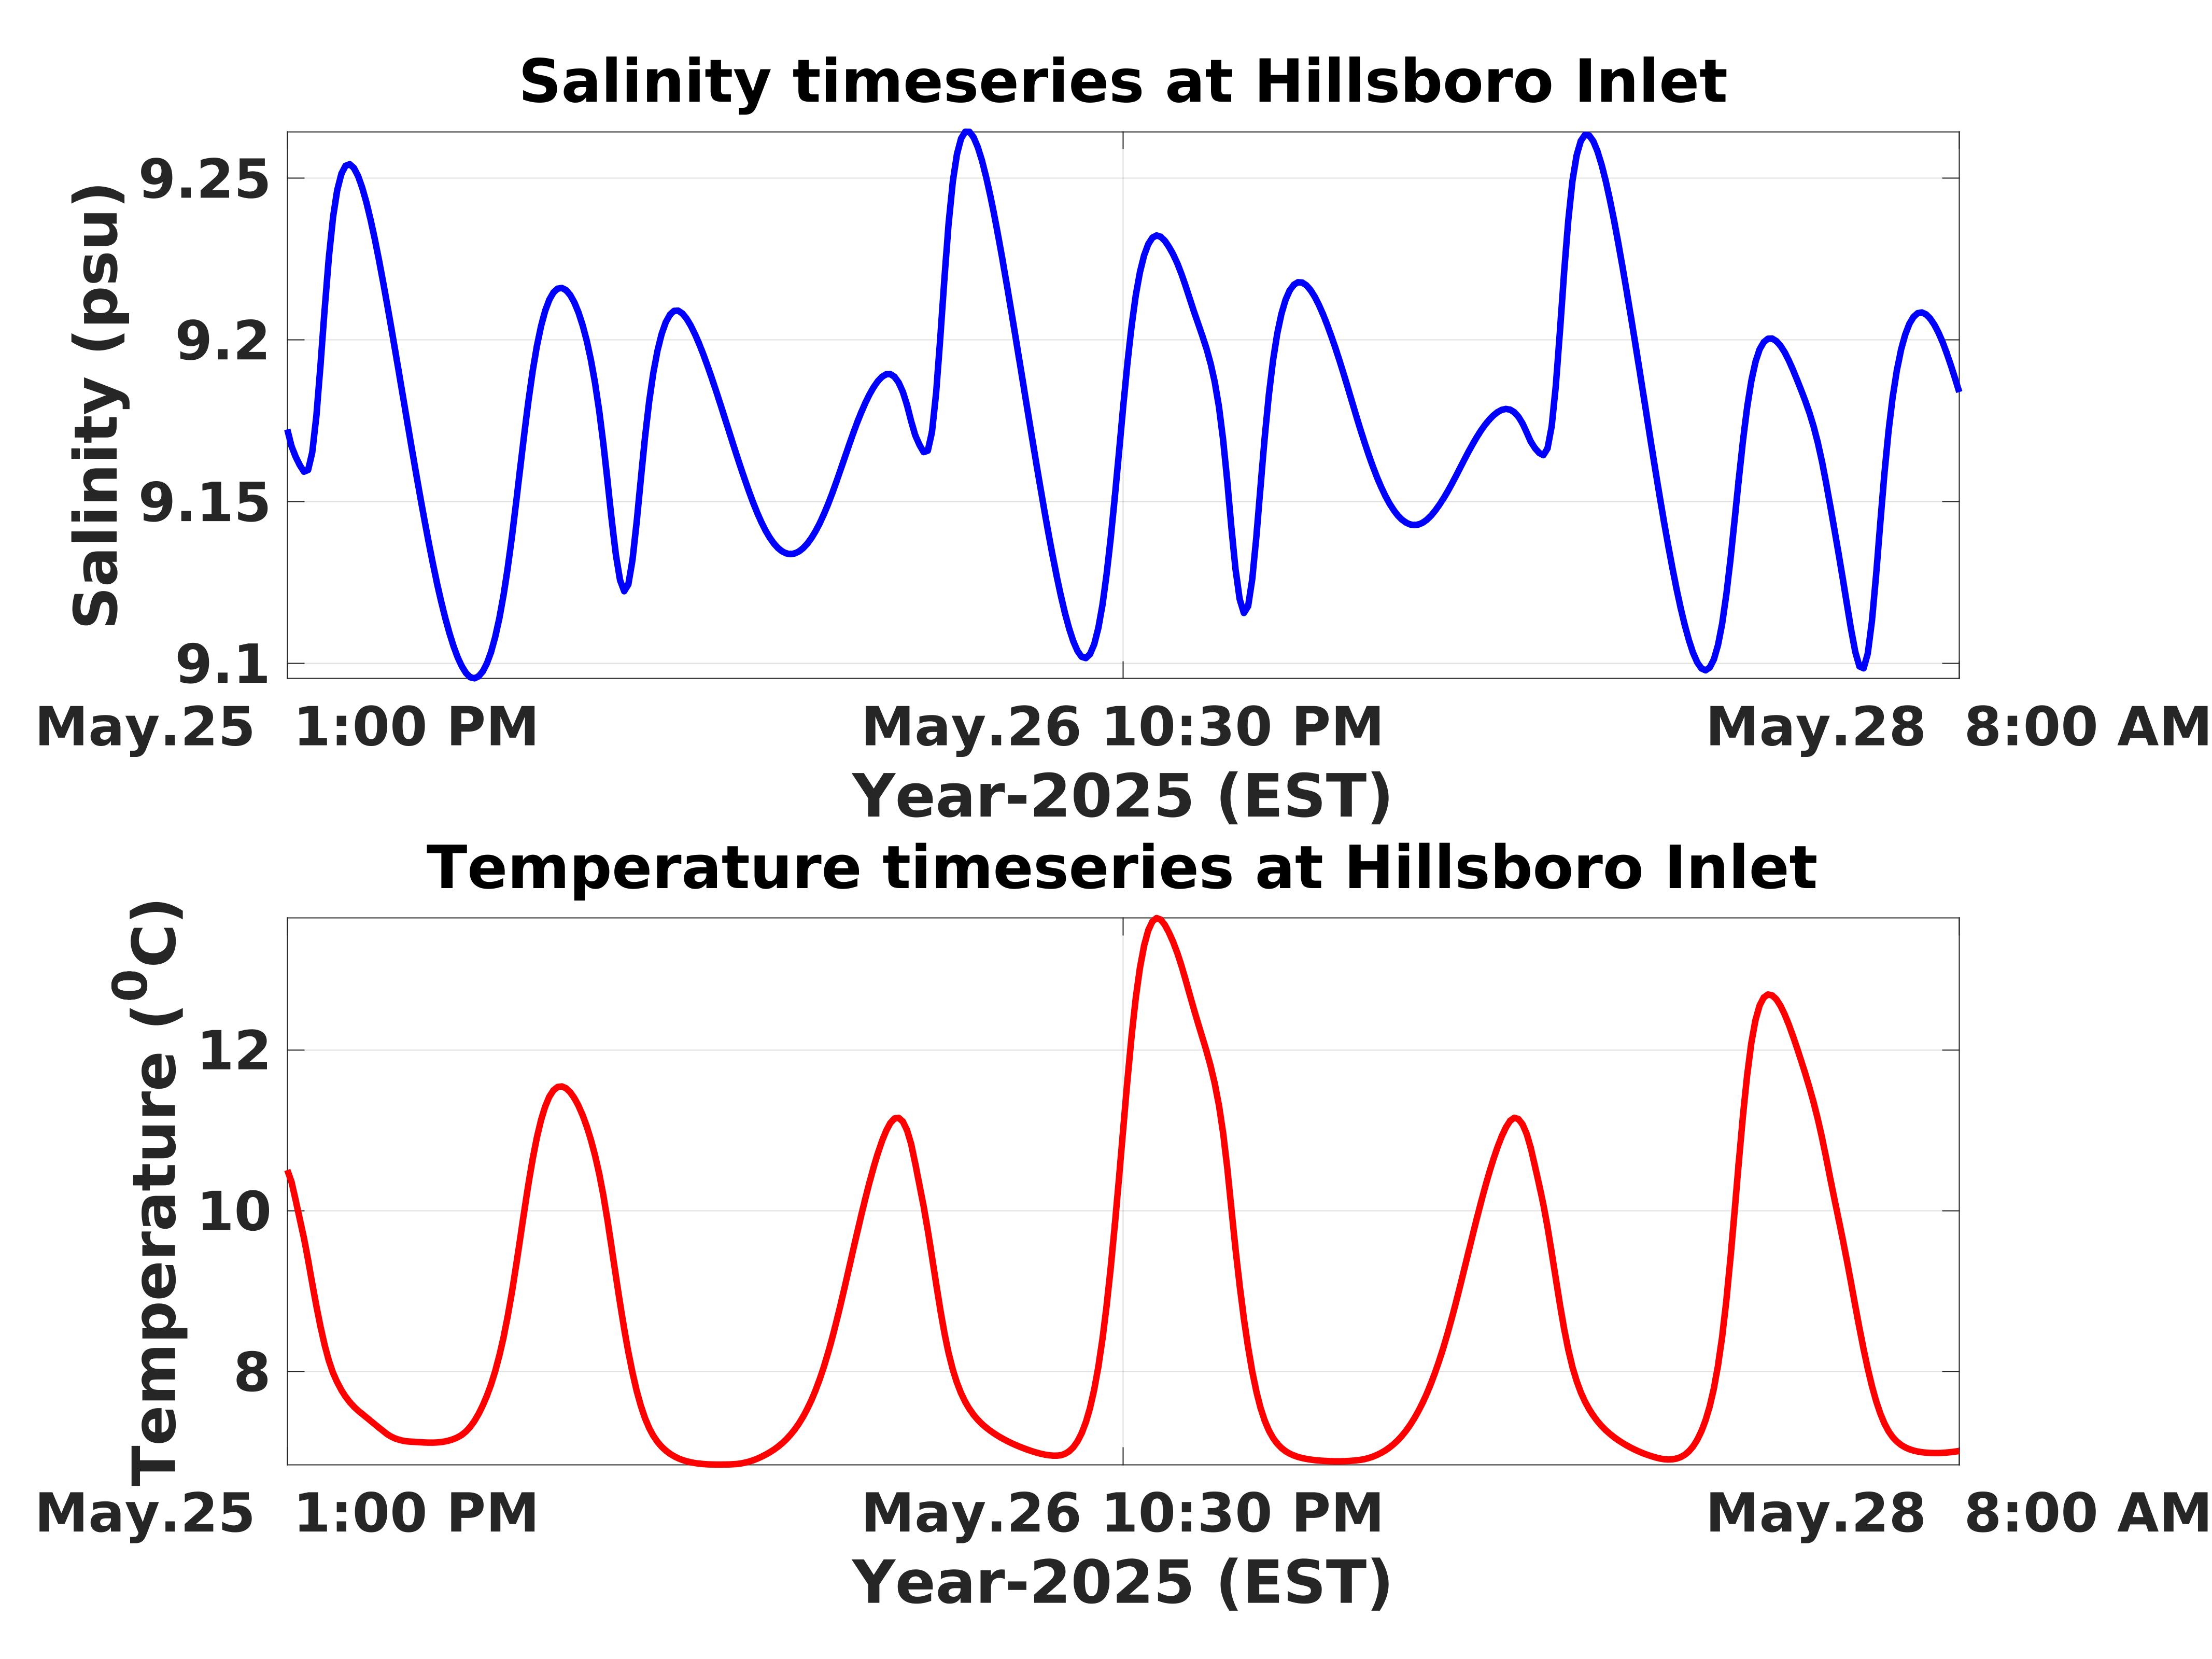 Salinity timeseries at Hillsboro Inlet
Salinity (psu)
9.25
9.2
9.15
9.1
May.25  1:00 PM
May.26 10:30 PM
May.28  8:00 AM
Year-2025 (EST)
Temperature timeseries at Hillsboro Inlet
Temperature (⁰C)
12
10
8
May.25  1:00 PM
May.26 10:30 PM
May.28  8:00 AM
Year-2025 (EST)